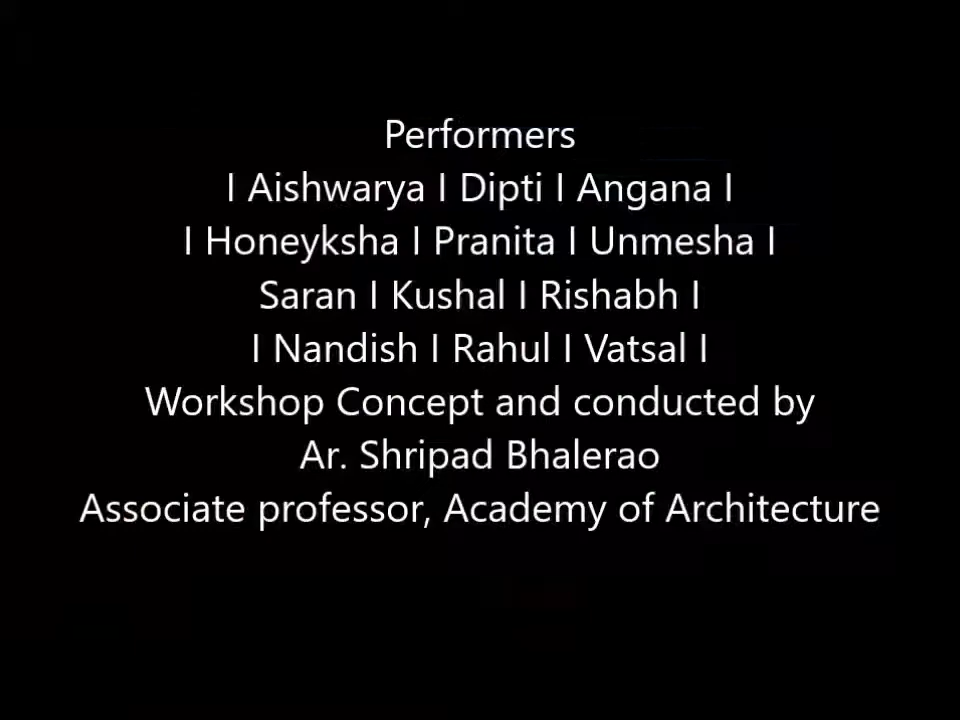 Performers
I Aishwarya I Dipti I Angana I
I Honeyksha I Pranita I Unmesha I
Saran I Kushal I Rishabh I
I Nandish I Rahul I Vatsal I
Workshop Concept and conducted by
Ar. Shripad Bhalerao
Associate professor, Academy of Architecture